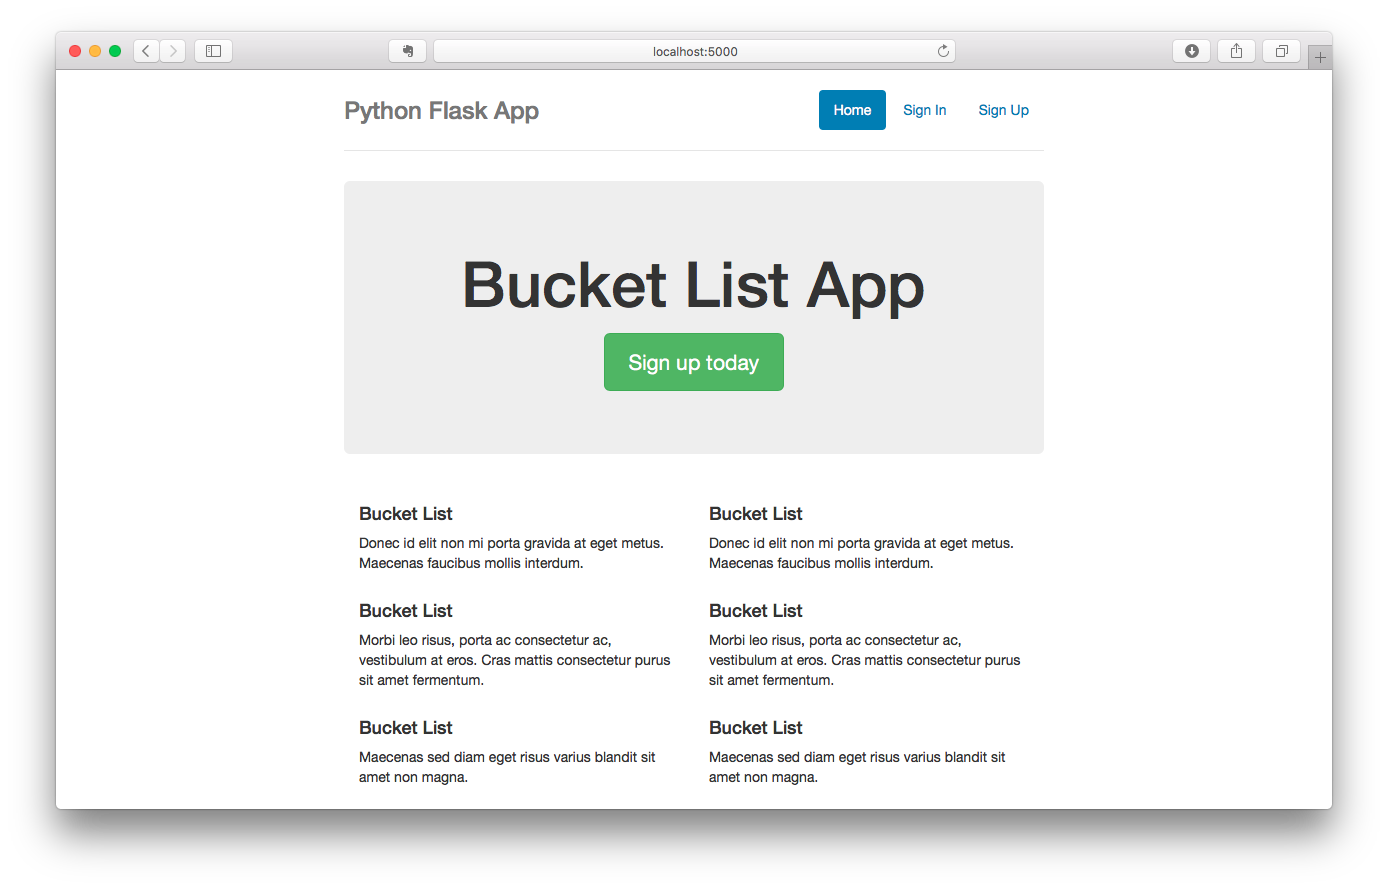 localhost:5000
Python Flask App
Home
Sign In
Sign Up
Bucket List App
Sign up today
Bucket List
Donec id elit non mi porta gravida at eget metus.
Maecenas faucibus mollis interdum.
Bucket List
Morbi leo risus, porta ac consectetur ac,
vestibulum at eros. Cras mattis consectetur purus
sit amet fermentum.
Bucket List
Maecenas sed diam eget risus varius blandit sit
amet non magna.
Bucket List
Donec id elit non mi porta gravida at eget metus.
Maecenas faucibus mollis interdum.
Bucket List
Morbi leo risus, porta ac consectetur ac,
vestibulum at eros. Cras mattis consectetur purus
sit amet fermentum.
Bucket List
Maecenas sed diam eget risus varius blandit sit
amet non magna.